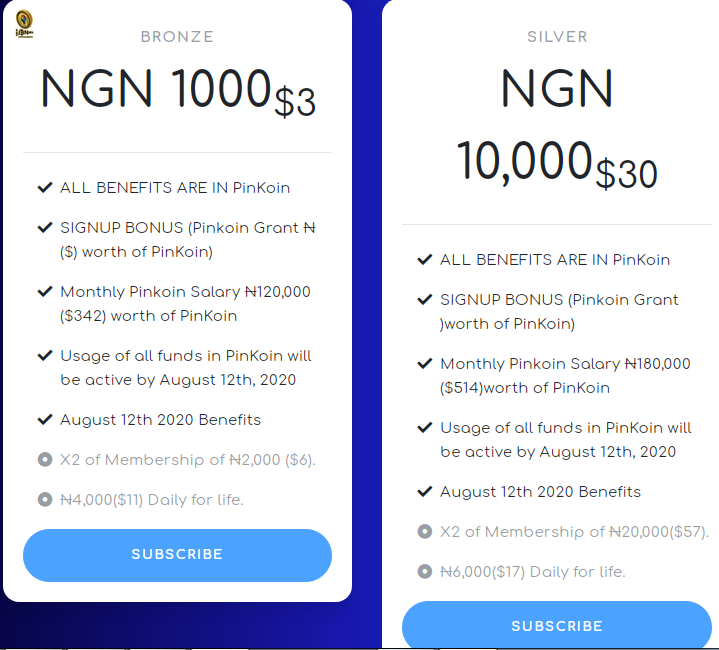 BRONZE
NGN 1000$3
ALL BENEFITS ARE IN PinKoin
SIGNUP BONUS (Pinkoin Grant ₦
($) worth of PinKoin)
Monthly Pinkoin Salary ₦120,000
($342) worth of PinKoin
Usage of all funds in PinKoin will
be active by August 12th, 2020
August 12th 2020 Benefits
X2 of Membership of ₦2,000 ($6).
₦4,000($11) Daily for life.
SUBSCRIBE
SILVER
NGN
10,000$30
ALL BENEFITS ARE IN PinKoin
SIGNUP BONUS (Pinkoin Grant
)worth of PinKoin)
Monthly Pinkoin Salary ₦180,000
($514)worth of PinKoin
Usage of all funds in PinKoin will
be active by August 12th, 2020
August 12th 2020 Benefits
X2 of Membership of ₦20,000($57).
₦6,000($17) Daily for life.
SUBSCRIBE